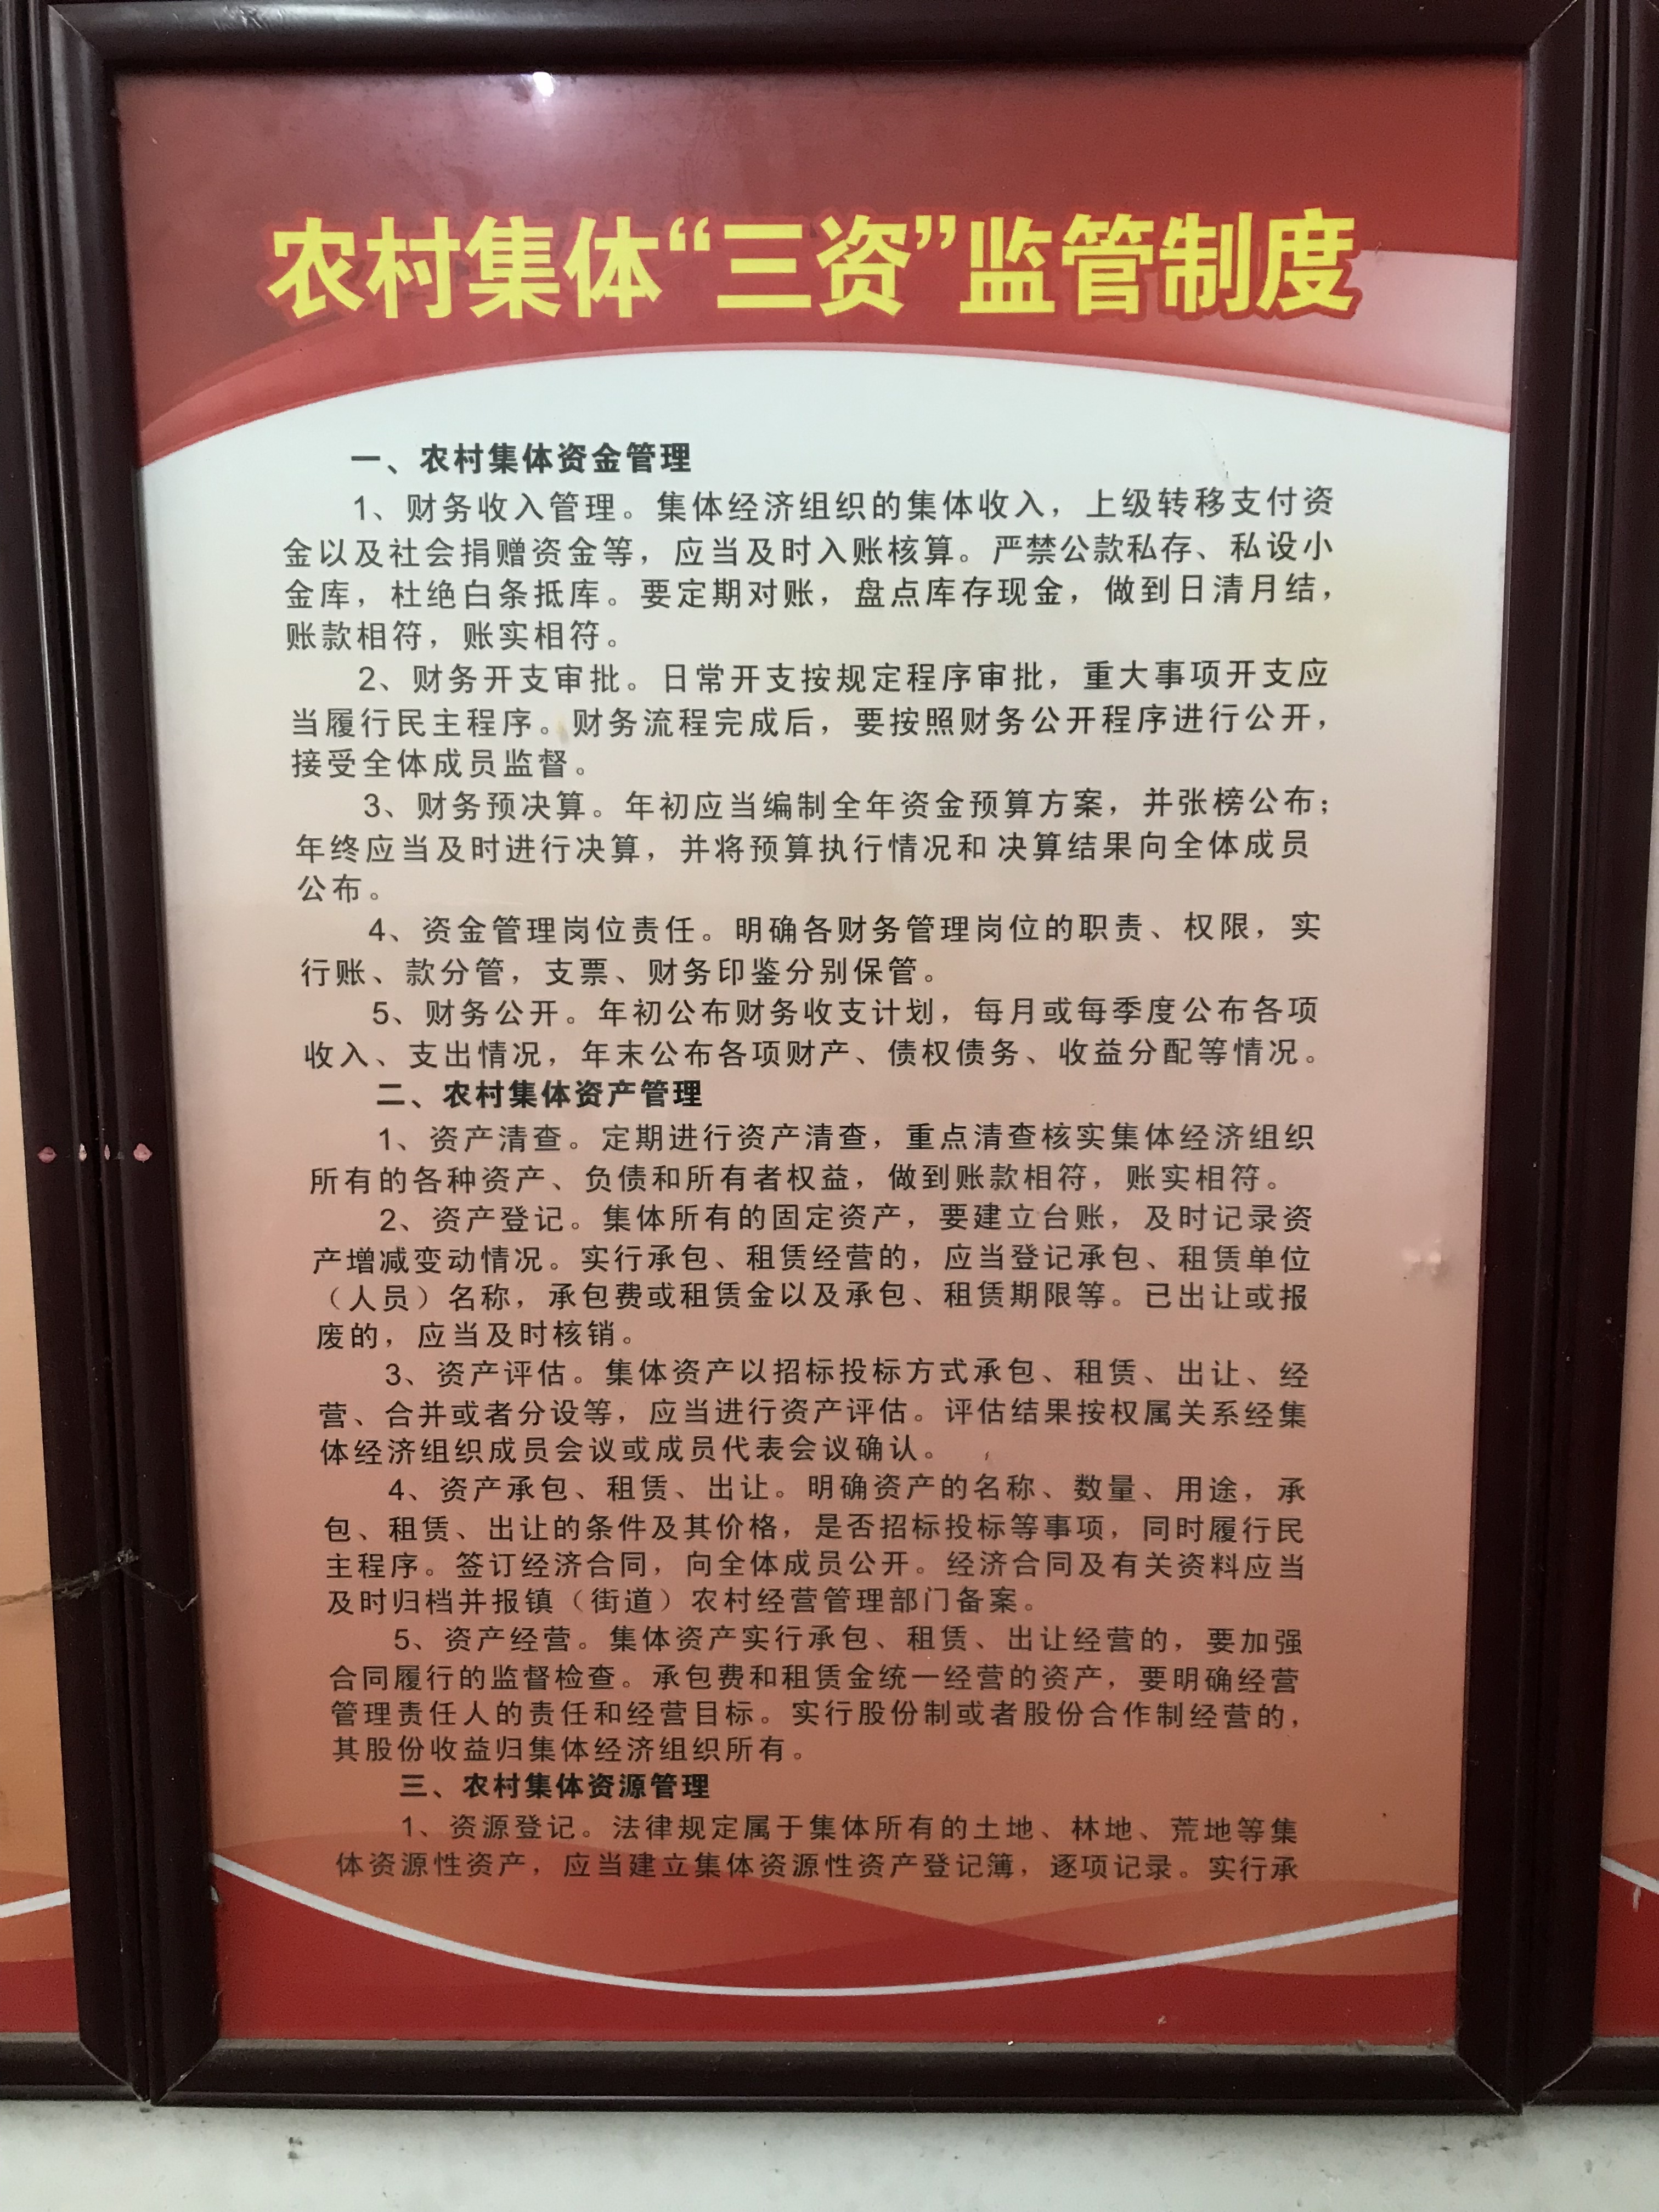 农村集体“三资”监管制度
一、农村集体资金管理
1、财务收入管理。集体经济组织的集体收入，上级转移支付资
金以及社会捐赠资金等，应当及时入账核算。严禁公款私存、私设小
金库，杜绝白条抵库。要定期对账，盘点库存现金，做到日清月结，
账款相符，账实相符。
2、财务开支审批。日常开支按规定程序审批，重大事项开支应
当履行民主程序。财务流程完成后，要按照财务公开程序进行公开，
接受全体成员监督。
3、财务预决算。年初应当编制全年资金预算方案，并张榜公布；
年终应当及时进行决算，并将预算执行情况和决算结果向全体成员
公布。
4、资金管理岗位责任。明确各财务管理岗位的职责、权限，实
行账、款分管，支票、财务印鉴分别保管。
5、财务公开。年初公布财务收支计划，每月或每季度公布各项
收入、支出情况，年末公布各项财产、债权债务、收益分配等情况。
二、农村集体资产管理
1、资产清查。定期进行资产清查，重点清查核实集体经济组织
所有的各种资产、负债和所有者权益，做到账款相符，账实相符。
2、资产登记。集体所有的固定资产，要建立台账，及时记录资
产增减变动情况。实行承包、租赁经营的，应当登记承包、租赁单位
（人员）名称，承包费或租赁金以及承包、租赁期限等。已出让或报
废的，应当及时核销。
3、资产评估。集体资产以招标投标方式承包、租赁、出让、经
营、合并或者分设等，应当进行资产评估。评估结果按权属关系经集
体经济组织成员会议或成员代表会议确认。
4、资产承包、租赁、出让。明确资产的名称、数量、用途，承
包、租赁、出让的条件及其价格，是否招标投标等事项，同时履行民
主程序。签订经济合同，向全体成员公开。经济合同及有关资料应当
及时归档并报镇（街道）农村经营管理部门备案。
5、资产经营。集体资产实行承包、租赁、出让经营的，要加强
合同履行的监督检查。承包费和租赁金统一经营的资产，要明确经营
管理责任人的责任和经营目标。实行股份制或者股份合作制经营的，
其股份收益归集体经济组织所有。
三、农村集体资源管理
1、资源登记。法律规定属于集体所有的土地、林地、荒地等集
体资源性资产，应当建立集体资源性资产登记簿，逐项记录。实行承